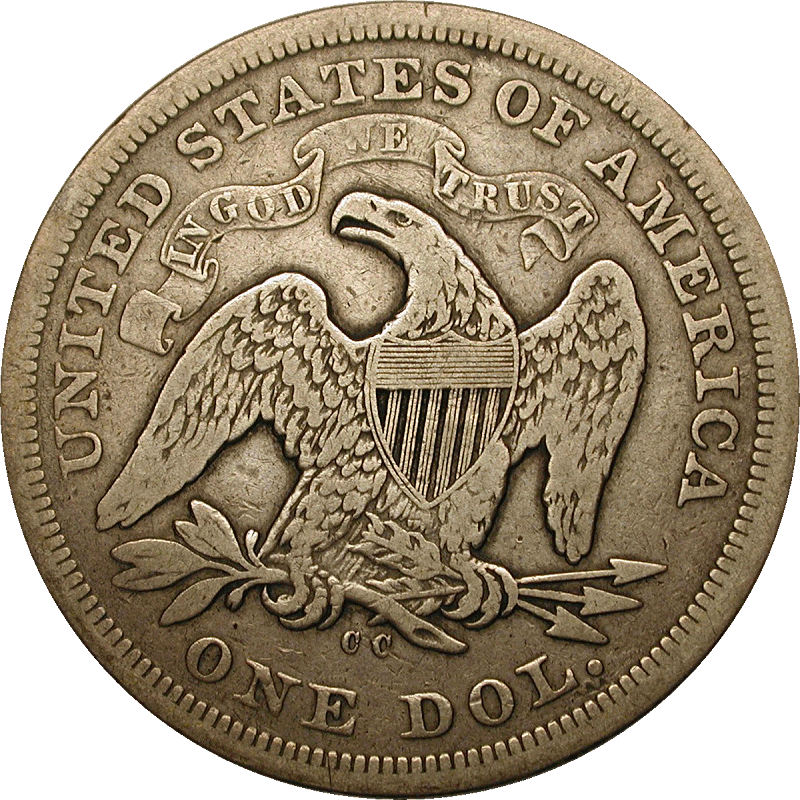 UNITED STATES OF AMERICA
IN GOD WE TRUST
CC
ONE DOL.